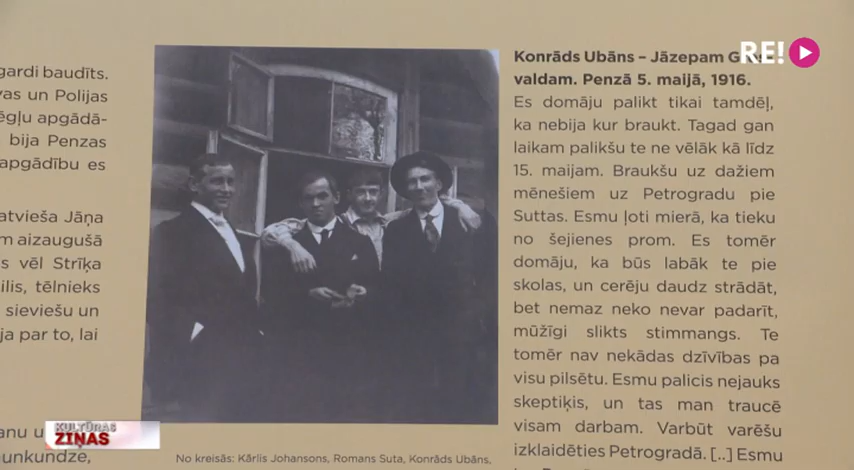 gardi baudīts.
vas un Polijas
ēgļu apgādā-
bija Penzas
apgādību es
atvieša Jāņa
m aizaugušā
s vēl Strīķa
ilis, tēlnieks
sieviešu un
ja par to, lai
anu u
unkundze,
KULTŪRAS
ZIŅAS
No kreisās: Kārlis Johansons, Romans Suta, Konrāds Ubāns,
RE!
Konrāds Ubāns – Jāzepam G
valdam. Penzā 5. maijā, 1916.
Es domāju palikt tikai tamdēļ,
ka nebija kur braukt. Tagad gan
laikam palikšu te ne vēlāk kā līdz
15. maijam. Braukšu uz dažiem
mēnešiem uz Petrogradu pie
Suttas. Esmu ļoti mierā, ka tieku
no šejienes prom. Es tomēr
domāju, ka būs labāk te pie
skolas, un cerēju daudz strādāt,
bet nemaz neko nevar padarīt,
mūžīgi slikts stimmangs. Te
tomēr nav nekādas dzīvības pa
visu pilsētu. Esmu palicis nejauks
skeptiķis, un tas man traucē
visam darbam. Varbūt varēšu
izklaidēties Petrogradā. [..] Esmu